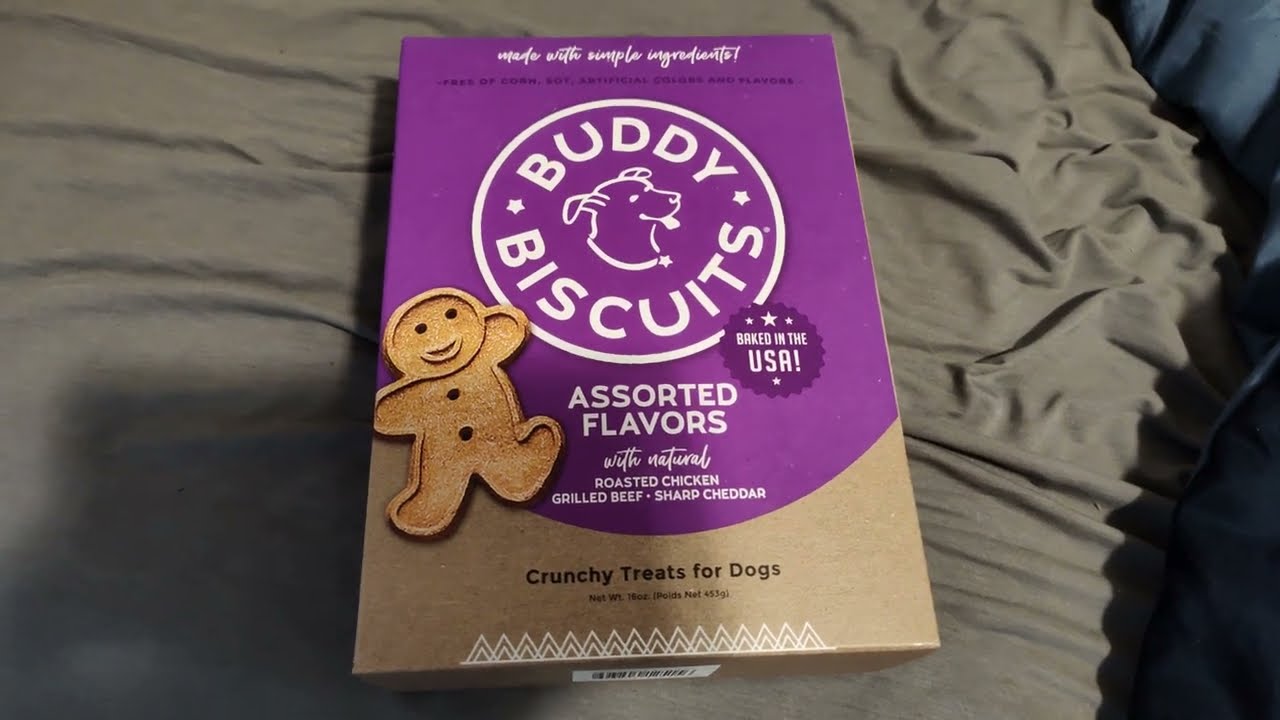 made with simple ingredients!
-FREE OF CORN, SOY, ARTIFICIAL COLORS AND FLAVORS-
BUDDY
BISCUITS®
BAKED IN THE
USA!
ASSORTED
FLAVORS
with natural
ROASTED CHICKEN
GRILLED BEEF • SHARP CHEDDAR
Crunchy Treats for Dogs
Net Wt. 16oz. (Poids Net 453g)